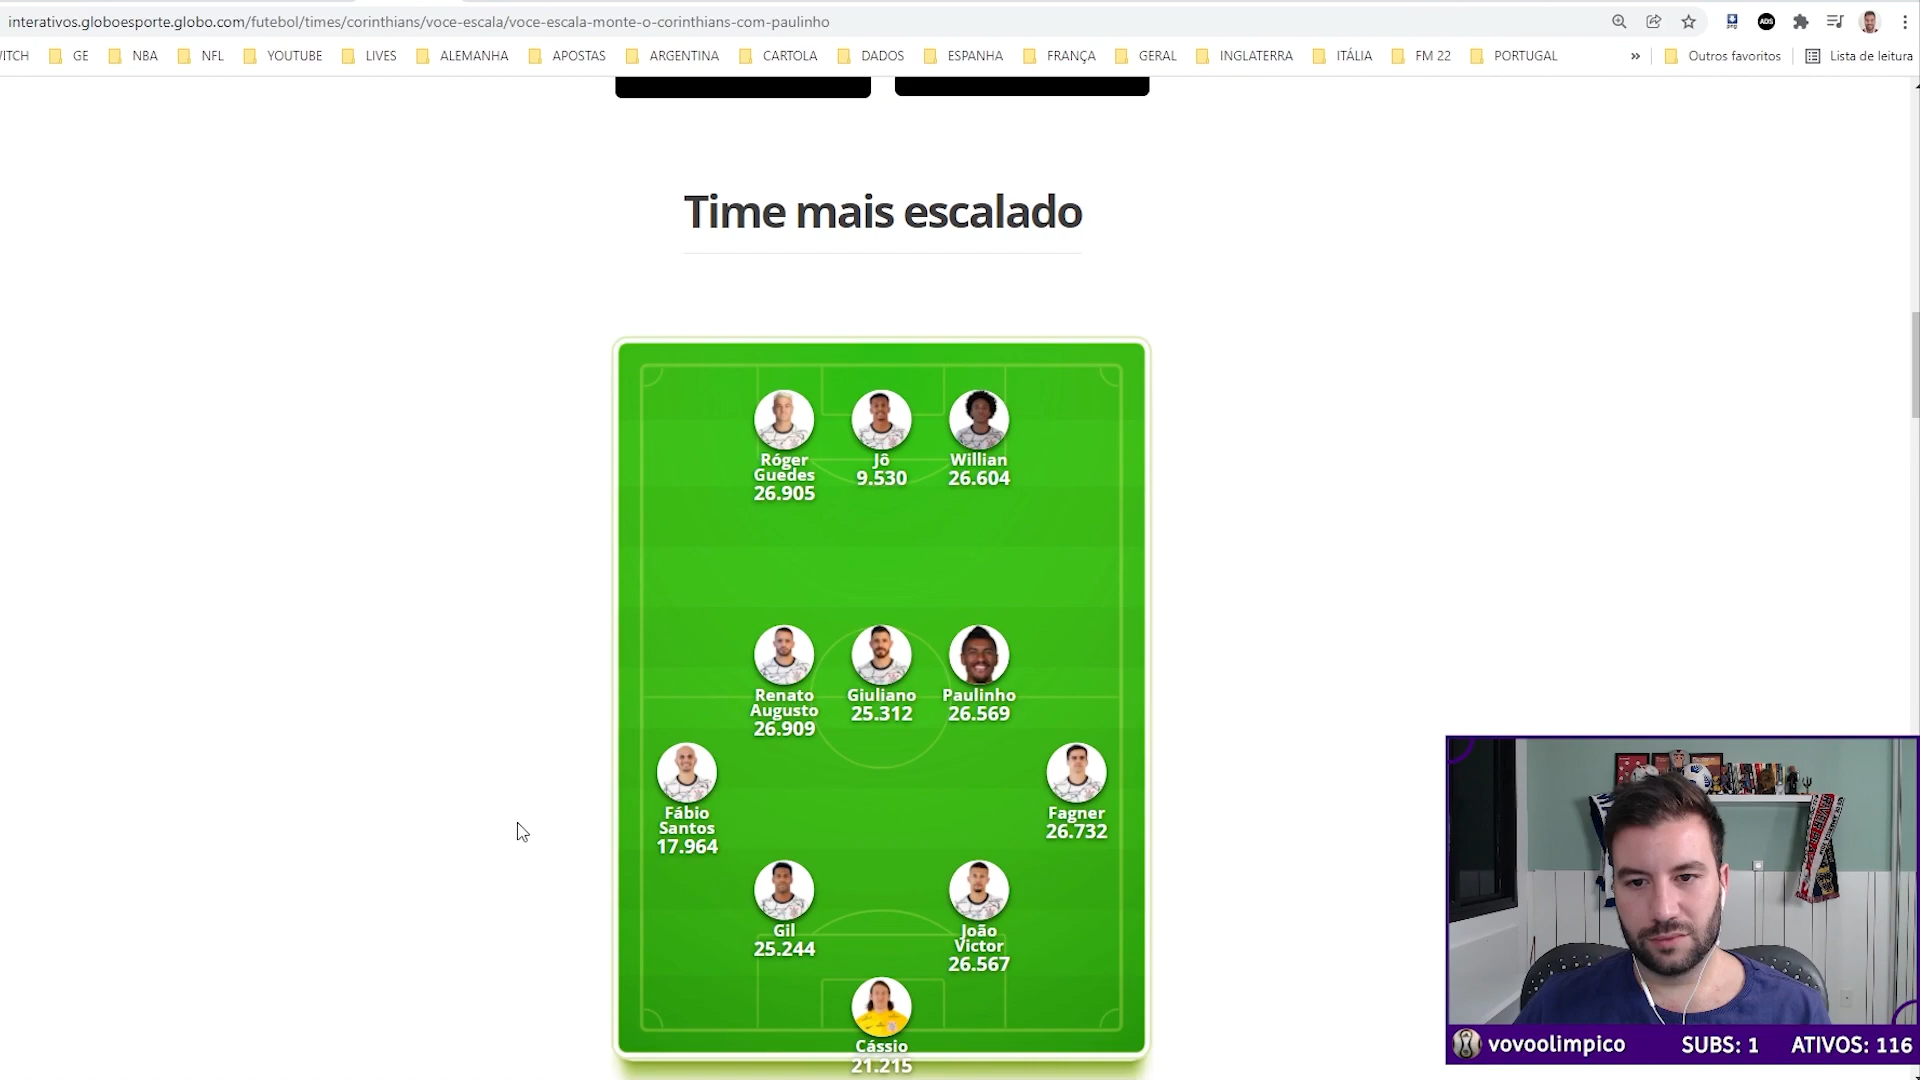 interativos.globoesporte.globo.com/futebol/times/corinthians/voce-escala/voce-escala-monte-o-corinthians-com-paulinho
ITCH GE NBA NFL YOUTUBE LIVES ALEMANHA APOSTAS ARGENTINA CARTOLA DADOS ESPANHA FRANÇA GERAL INGLATERRA ITÁLIA FM 22 PORTUGAL » Outros favoritos Lista de leitura
Time mais escalado
Róger
Guedes
26.905
Jô
9.530
Willian
26.604
Renato
Augusto
26.909
Giuliano
25.312
Paulinho
26.569
Fábio
Santos
17.964
Fagner
26.732
Gil
25.244
João
Victor
26.567
Cássio
21.215
vovoolimpico SUBS: 1 ATIVOS: 116